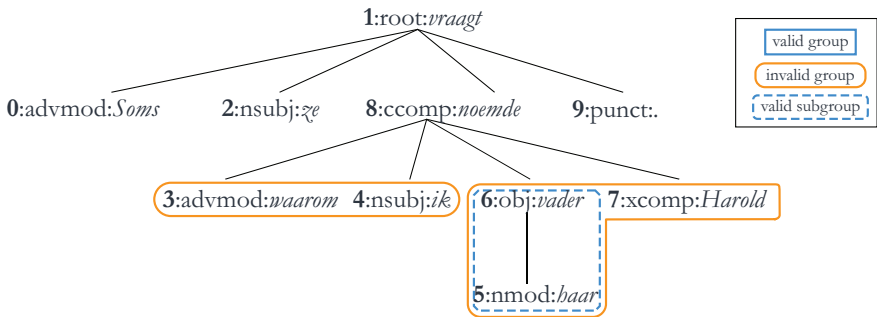 1:root:vraagt
valid group
invalid group
valid subgroup
0:advmod:Soms 2:nsubj:ze 8:ccomp:noemde 9:punct:.
3:advmod:waarom 4:nsubj:ik 6:obj:vader 7:xcomp:Harold
5:nmod:haar